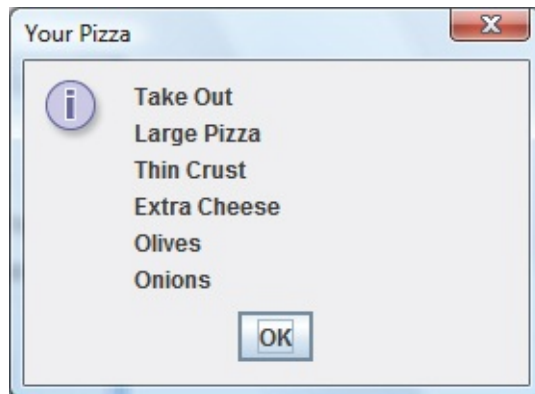 Your Pizza
Take Out
Large Pizza
Thin Crust
Extra Cheese
Olives
Onions
OK